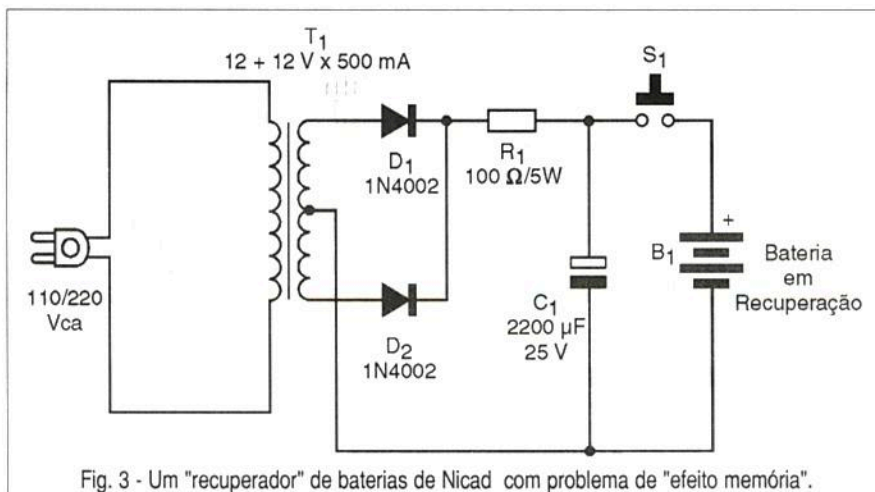 T1
12 + 12 V x 500 mA
S1
D1
1N4002
R1
100 Ω/5W
+
B1
Bateria
em
Recuperação
110/220
Vca
C1
2200 µF
25 V
D2
1N4002
Fig. 3 - Um "recuperador" de baterias de Nicad com problema de "efeito memória".